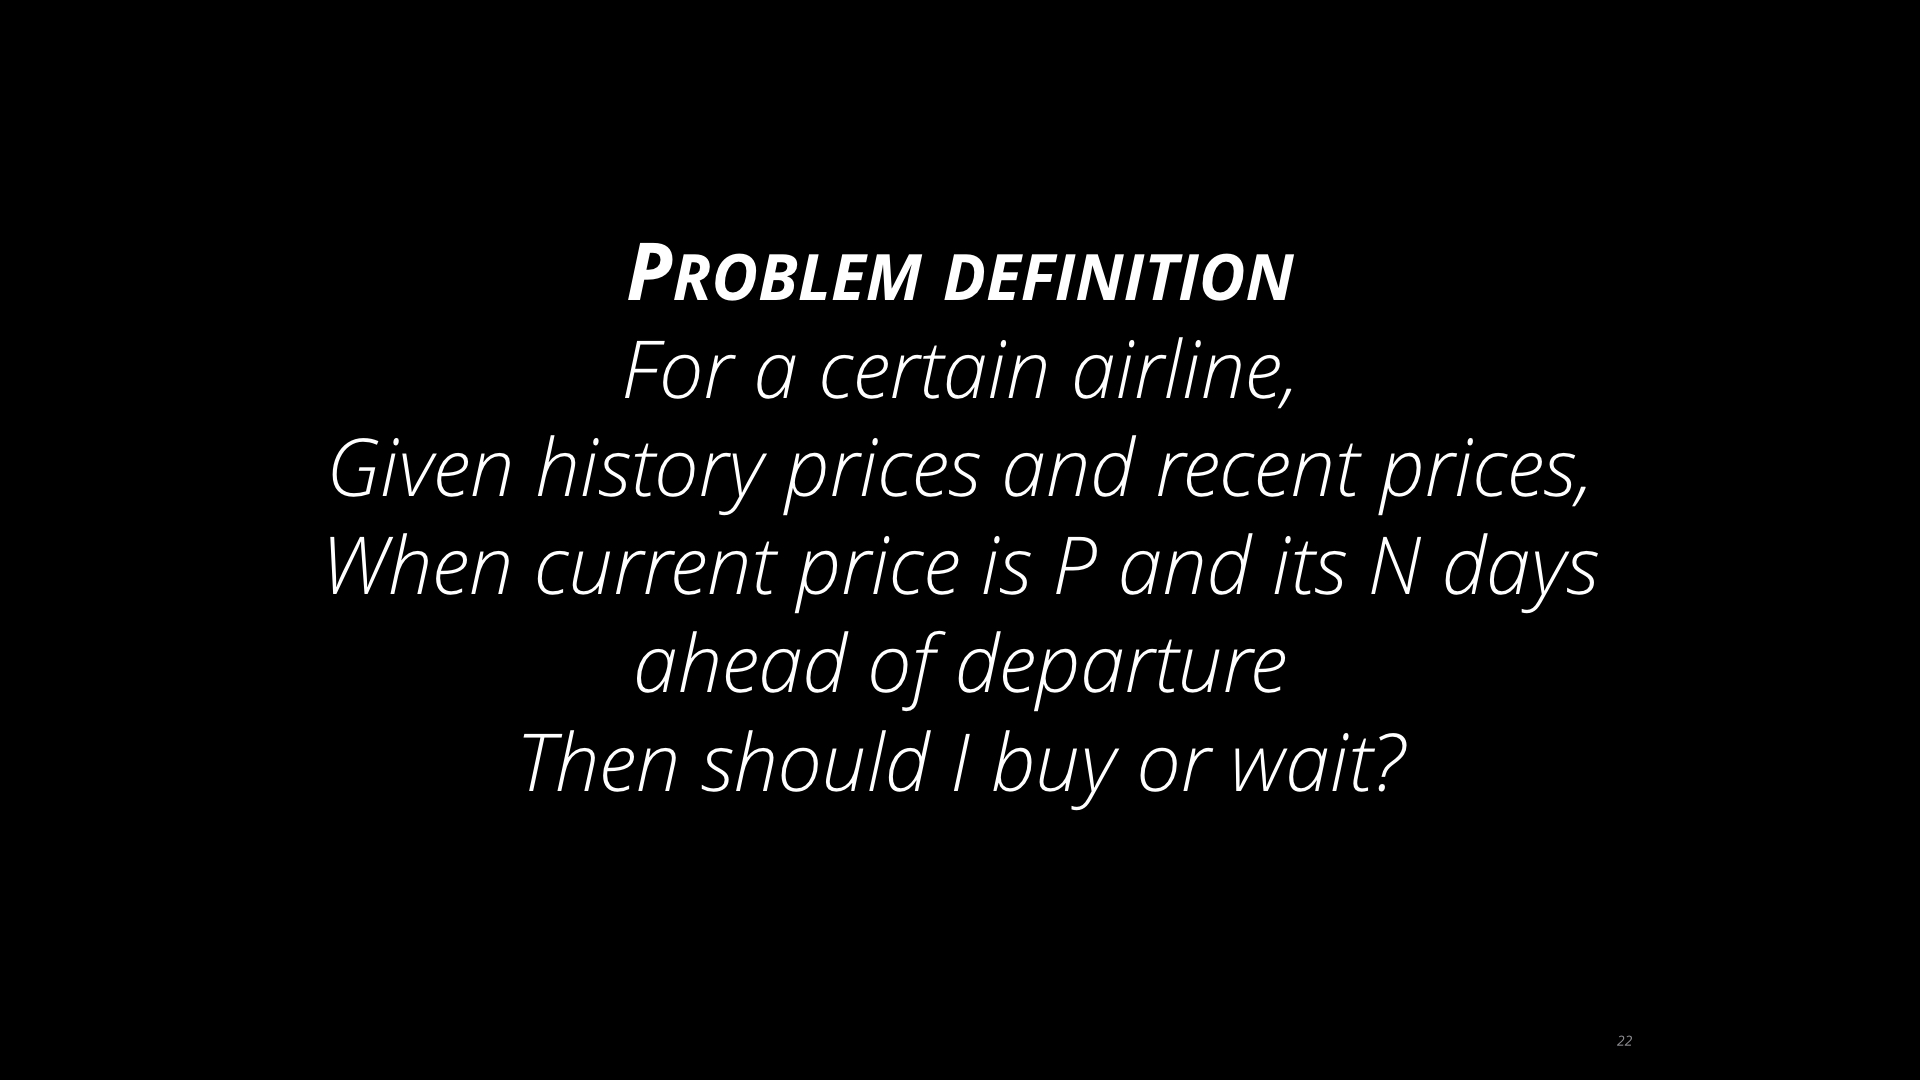 PROBLEM DEFINITION
For a certain airline,
Given history prices and recent prices,
When current price is P and its N days
ahead of departure
Then should I buy or wait?
22